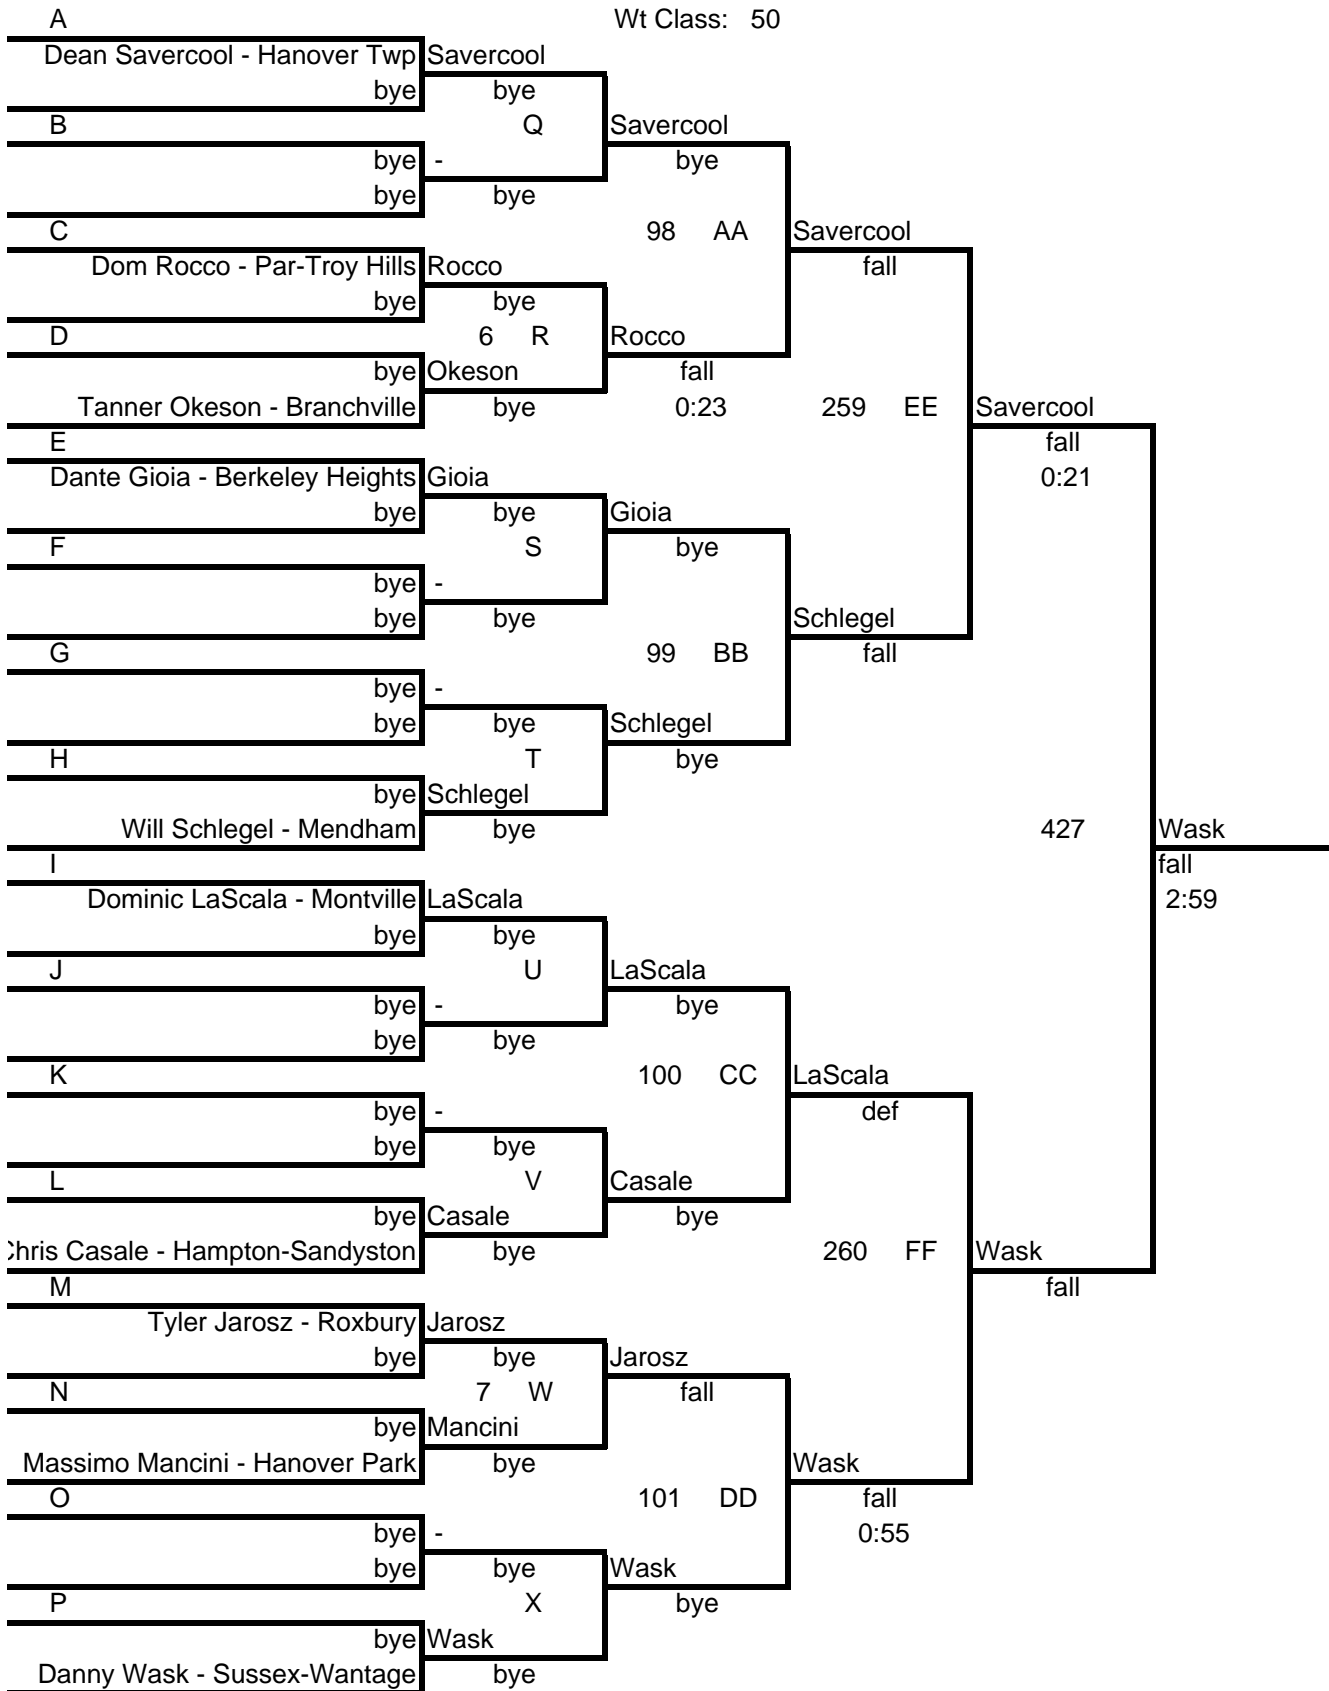 A Wt Class: 50
Dean Savercool - Hanover Twp Savercool
bye bye
B Q Savercool
bye - bye
bye bye
C 98 AA Savercool
Dom Rocco - Par-Troy Hills Rocco fall
bye bye
D 6 R Rocco
bye Okeson fall
Tanner Okeson - Branchville bye 0:23 259 EE Savercool
E fall
Dante Gioia - Berkeley Heights Gioia 0:21
bye bye Gioia
F S bye
bye -
bye bye Schlegel
G 99 BB fall
bye -
bye bye Schlegel
H T bye
bye Schlegel
Will Schlegel - Mendham bye 427 Wask
I fall
Dominic LaScala - Montville LaScala 2:59
bye bye
J U LaScala
bye - bye
bye bye
K 100 CC LaScala
bye - def
bye bye
L V Casale
bye Casale bye
Chris Casale - Hampton-Sandyston bye 260 FF Wask
M fall
Tyler Jarosz - Roxbury Jarosz
bye bye Jarosz
N 7 W fall
bye Mancini
Massimo Mancini - Hanover Park bye Wask
O 101 DD fall
bye - 0:55
bye bye Wask
P X bye
bye Wask
Danny Wask - Sussex-Wantage bye